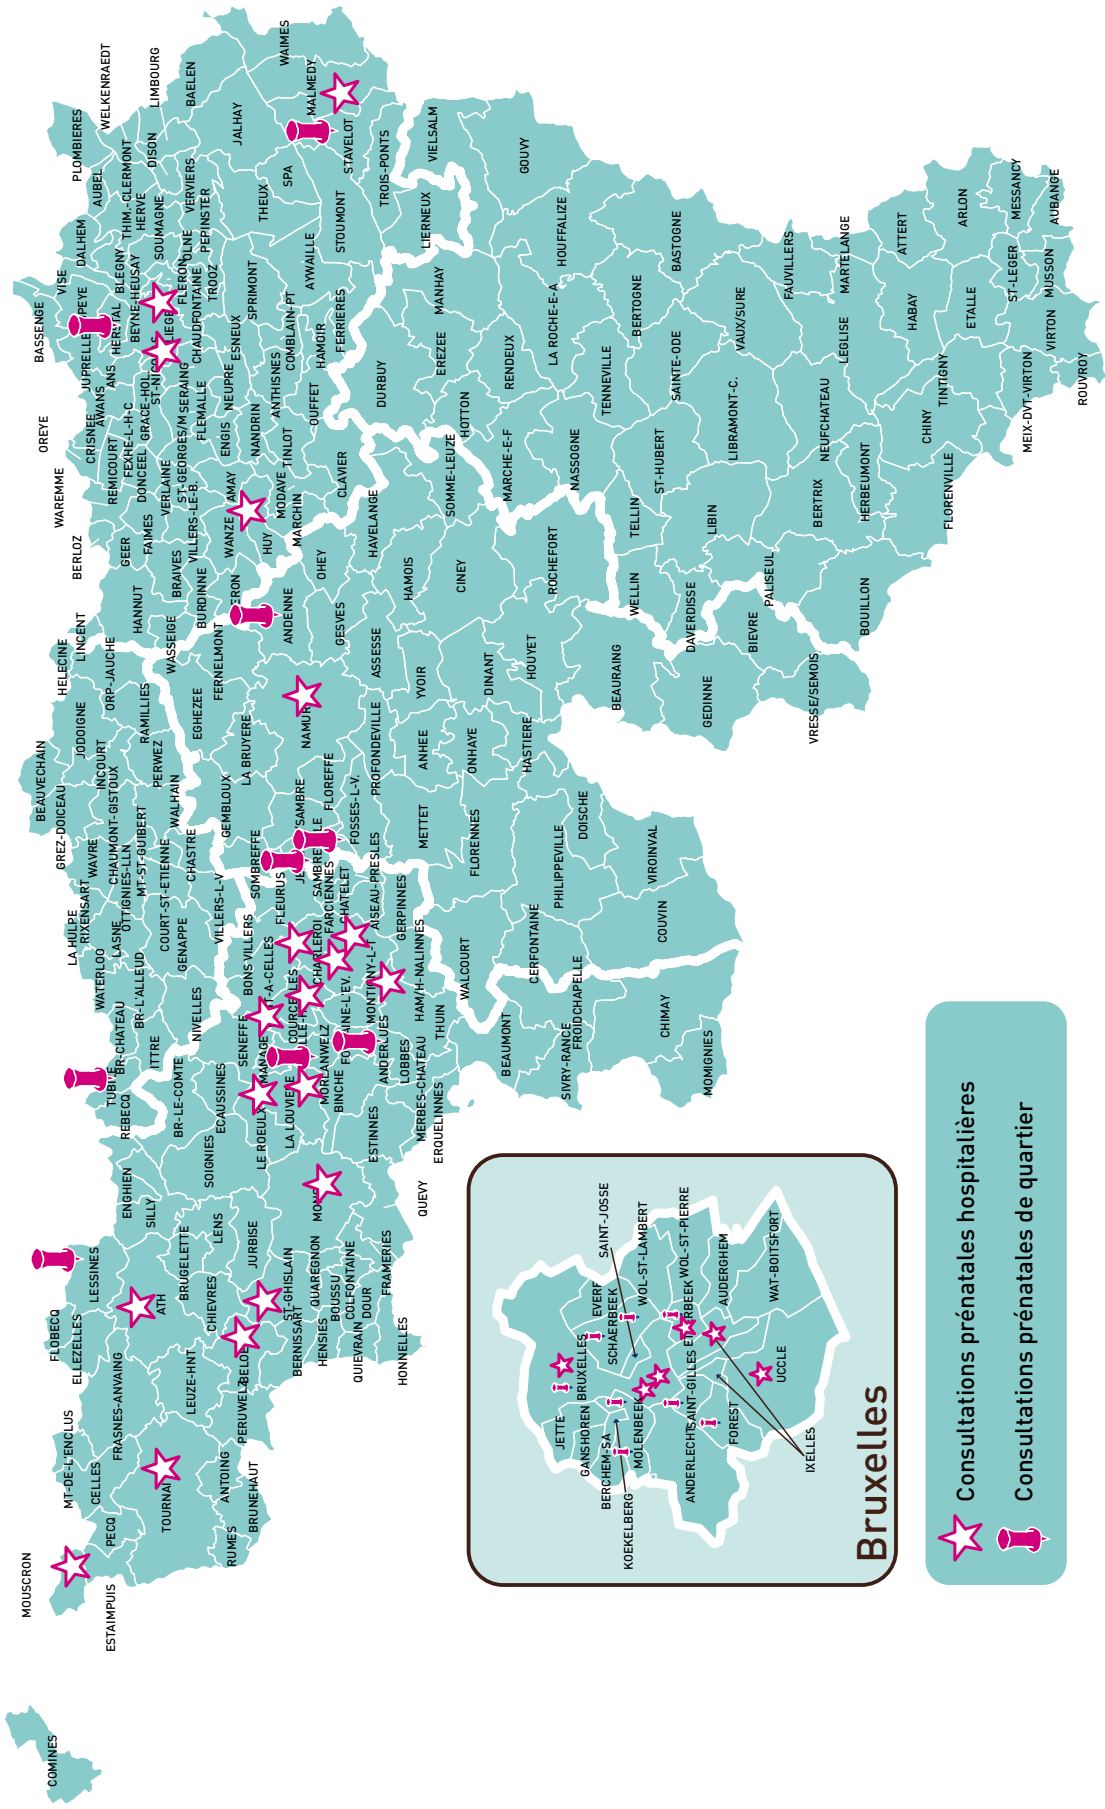 COMINES
MOUSCRON
ESTAIMPUIS
PECQ
CELLES
MT-DE-L'ENCLUS
TOURNAI
RUMES
BRUNEHAUT
ANTOING
FRASNES-ANVAING
ELLEZELLES
FLOBECQ
LESSINES
ATH
LEUZE-HNT
PERUWELZ
BELOE
CHIEVRES
BRUGELETTE
BERNISSART
ST-GHISLAIN
HENSIES
QUIEVRAIN
HONNELLES
DOUR
COLFONTAINE
BOUSSU
QUAREGNON
FRAMERIES
JURBISE
LENS
SILLY
ENGHIEN
SOIGNIES
MONS
QUEVY
ESTINNES
LE ROEULX
LA LOUVIERE
BINCHE
MORLANWELZ
MANAGE
SENEFFE
ECAUSSINES
BR-LE-COMTE
REBECQ
TUBIZE
BR-CHATEAU
ITTRE
BR-L'ALLEUD
WATERLOO
NIVELLES
LASNE
LA HULPE
RIXENSART
GENAPPE
COURT-ST-ETIENNE
OTTIGNIES-LLN
MT-ST-GUIBERT
WAVRE
CHAUMONT-GISTOUX
GREZ-DOICEAU
BEAUVECHAIN
INCOURT
JODOIGNE
VILLERS-L-V
CHASTRE
WALHAIN
PERWEZ
RAMILLIES
ORP-JAUCHE
HELECINE
LINCENT
HANNUT
WASSEIGE
BURDINNE
BRAIVES
BERLOZ
GEER
WAREMME
FAIMES
OREYE
REMICOURT
CRISNEE
DONCEEL
FEXHE-L-H-C
VERLAINE
VILLERS-LE-B.
ST-GEORGES/M
AWANS
ANS
GRACE-HOL
JUPRELLE
BASSENGE
VISE
DALHEM
BLEGNY
BEYNE-HEUSAY
SOUMAGNE
HERVE
THIM.-CLERMONT
AUBEL
PLOMBIERES
WELKENRAEDT
LIMBOURG
BAELEN
DISON
VERVIERS
PEPINSTER
OLNE
FLERON
TROOZ
CHAUDFONTAINE
SERAING
FLEMALLE
ENGIS
NEUPRE
ESNEUX
SPRIMONT
AYWAILLE
THEUX
JALHAY
SPA
STOUMONT
STAVELOT
MALMEDY
WAIMES
TROIS-PONTS
LIERNEUX
VIELSALM
GOUVY
COMBLAIN-PT
ANTHISNES
HAMOIR
FERRIERES
OUFFET
NANDRIN
TINLOT
MODAVE
CLAVIER
MARCHIN
HUY
AMAY
WANZE
ANDENNE
OHEY
GESVES
ASSESSE
HAVELANGE
HAMOIS
CINEY
SOMME-LEUZE
DURBUY
EREZEE
MANHAY
HOTTON
RENDEUX
LA ROCHE-E-A
HOUFFALIZE
MARCHE-E-F
NASSOGNE
TENNEVILLE
BERTOGNE
BASTOGNE
SAINTE-ODE
VAUX/SURE
FAUVILLERS
MARTELANGE
LIBRAMONT-C.
ST-HUBERT
TELLIN
LIBIN
WELLIN
ROCHEFORT
DAVERDISSE
PALISEUL
BERTRIX
HERBEUMONT
NEUFCHATEAU
LEGLISE
HABAY
ATTERT
ARLON
MESSANCY
AUBANGE
ETALLE
ST-LEGER
MUSSON
VIRTON
ROUVROY
MEIX-DVT-VIRTON
TINTIGNY
CHINY
FLORENVILLE
BOUILLON
BIEVRE
VRESSE/SEMOIS
GEDINNE
BEAURAING
HOUYET
DINANT
YVOIR
ANHEE
ONHAYE
HASTIERE
PROFONDEVILLE
NAMUR
FERNELMONT
EGHEZEE
LA BRUYERE
GEMBLOUX
SOMBREFFE
FLOREFFE
FOSSES-L-V.
METTET
FLORENNES
DOISCHE
PHILIPPEVILLE
VIROINVAL
COUVIN
CERFONTAINE
WALCOURT
FROIDCHAPELLE
SIVRY-RANCE
CHIMAY
MOMIGNIES
BEAUMONT
THUIN
HAM/H-NALINNES
GERPINNES
AISEAU-PRESLES
CHATELET
FARCIENNES
FLEURUS
CHARLEROI
MONTIGNY-L-T
BONSVILLERS
COURCELLES
ANDERLUES
LOBBES
MERBES-CHATEAU
ERQUELINNES
JETTE
GANSHOREN
BERCHEM-SA
KOEKELBERG
MOLENBEEK
BRUXELLES
SCHAERBEEK
EVERE
SAINT-JOSSE
WOL-ST-LAMBERT
WOL-ST-PIERRE
AUDERGHEM
WAT-BOITSFORT
SAINT-GILLES
ANDERLECHT
FOREST
UCCLE
IXELLES
Bruxelles
Consultations prénatales hospitalières
Consultations prénatales de quartier